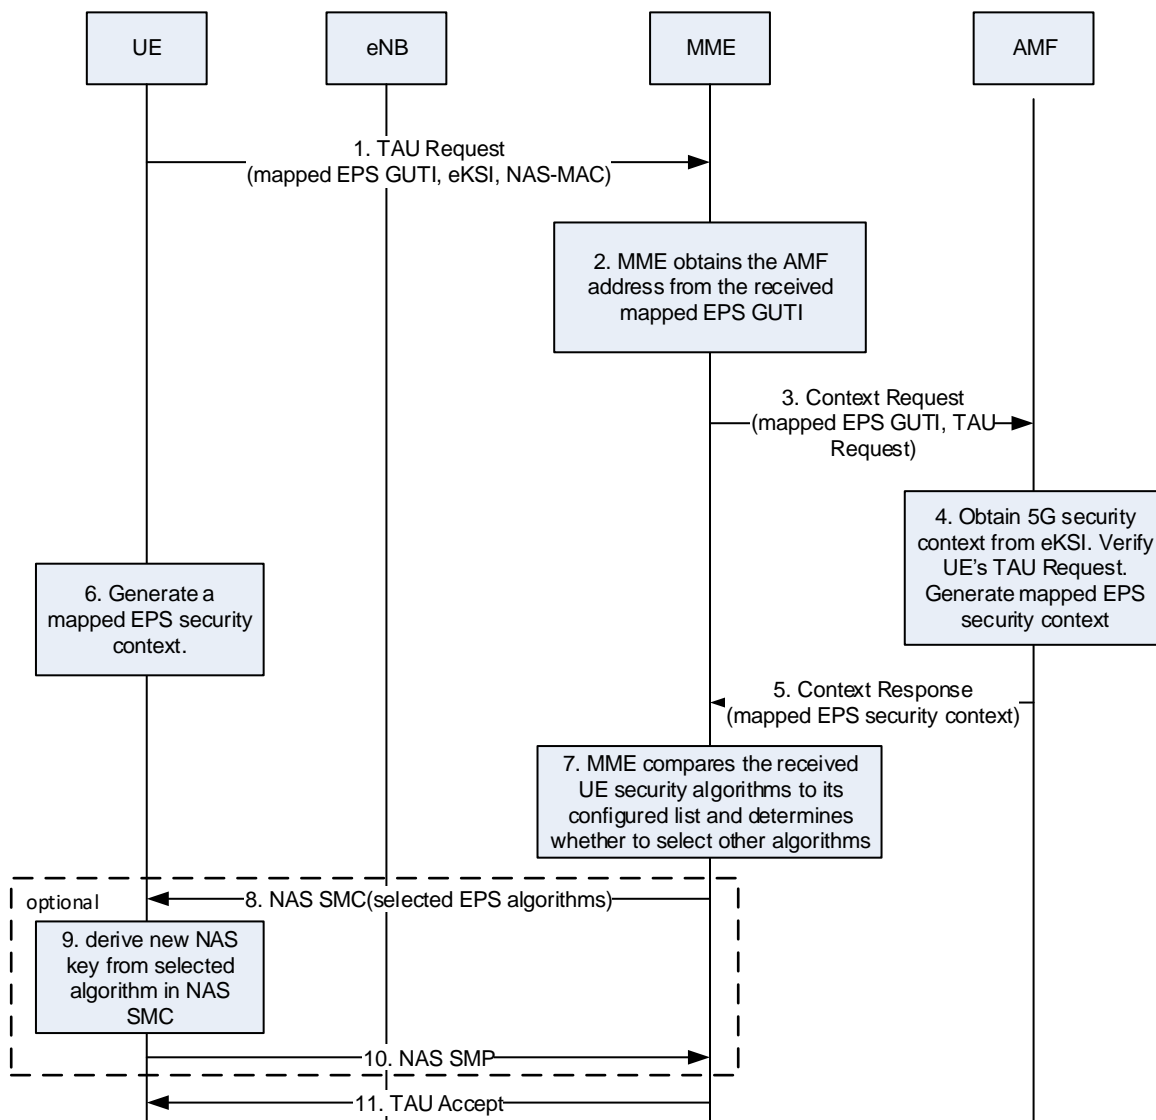 UE
eNB
MME
AMF
1. TAU Request
(mapped EPS GUTI, eKSI, NAS-MAC)
2. MME obtains the AMF
address from the received
mapped EPS GUTI
3. Context Request
(mapped EPS GUTI, TAU
Request)
4. Obtain 5G security
context from eKSI. Verify
UE's TAU Request.
Generate mapped EPS
security context
6. Generate a
mapped EPS security
context.
5. Context Response
(mapped EPS security context)
7. MME compares the received
UE security algorithms to its
configured list and determines
whether to select other algorithms
optional
8. NAS SMC(selected EPS algorithms)
9. derive new NAS
key from selected
algorithm in NAS
SMC
10. NAS SMP
11. TAU Accept